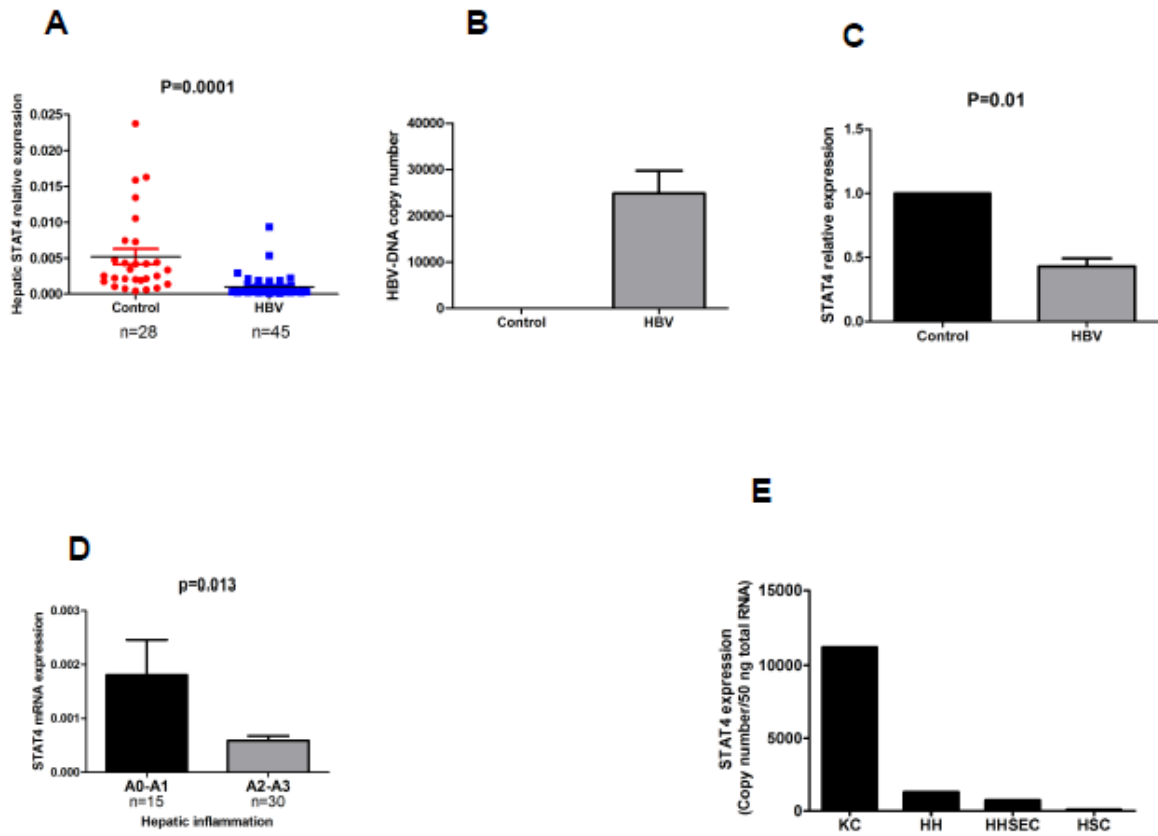 A
P=0.0001
Hepatic STAT4 relative expression
0.025
0.020
0.015
0.010
0.005
0.000
Control
HBV
n=28
n=45
B
HBV-DNA copy number
40000
30000
20000
10000
0
Control
HBV
C
P=0.01
STAT4 relative expression
1.5
1.0
0.5
0.0
Control
HBV
D
p=0.013
STAT4 mRNA expression
0.003
0.002
0.001
0.000
A0-A1
A2-A3
n=15
n=30
Hepatic inflammation
E
STAT4 expression
(Copy number/50 ng total RNA)
15000
10000
5000
0
KC
HH
HHSEC
HSC